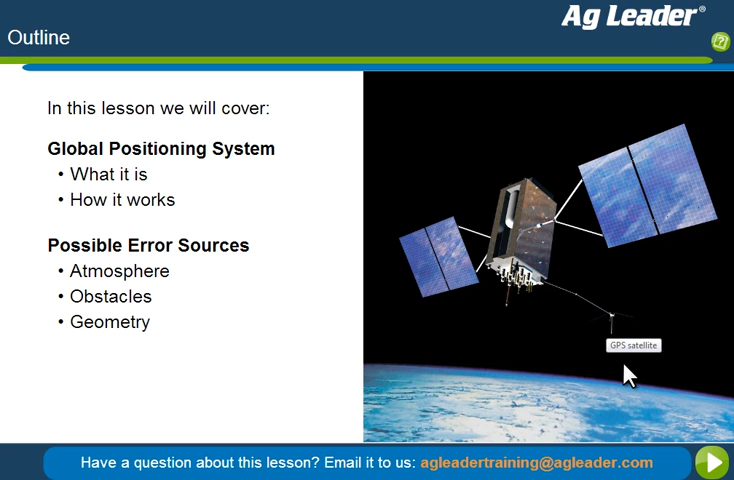 Ag Leader®
Outline
In this lesson we will cover:
Global Positioning System
• What it is
• How it works
Possible Error Sources
• Atmosphere
• Obstacles
• Geometry
GPS satellite
Have a question about this lesson? Email it to us: agleadertraining@agleader.com